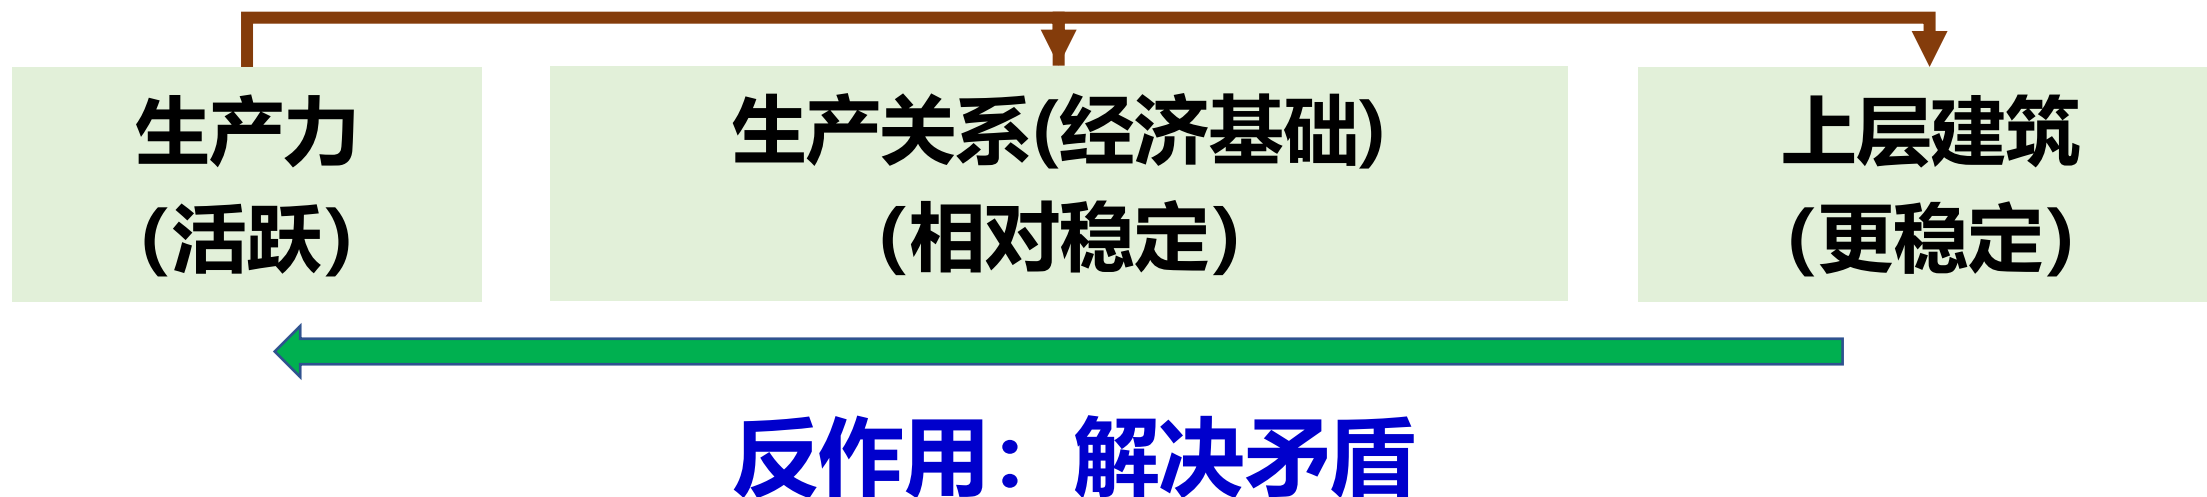 生产力
(活跃)
生产关系(经济基础)
(相对稳定)
上层建筑
(更稳定)
反作用：解决矛盾